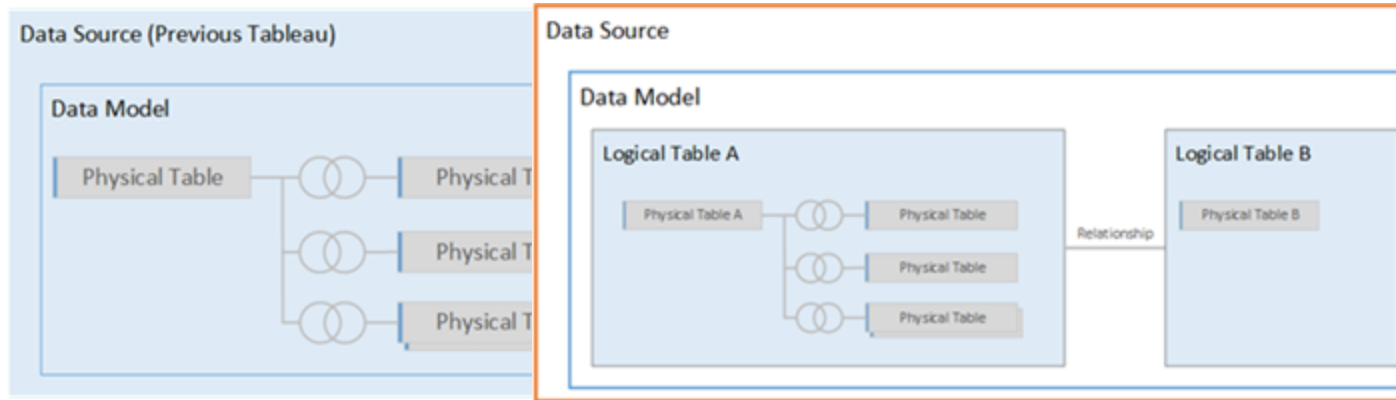 Data Source (Previous Tableau)
Data Model
Physical Table
Physical T
Physical T
Physical T
Data Source
Data Model
Logical Table A
Physical Table A
Physical Table
Physical Table
Physical Table
Relationship
Logical Table B
Physical Table B